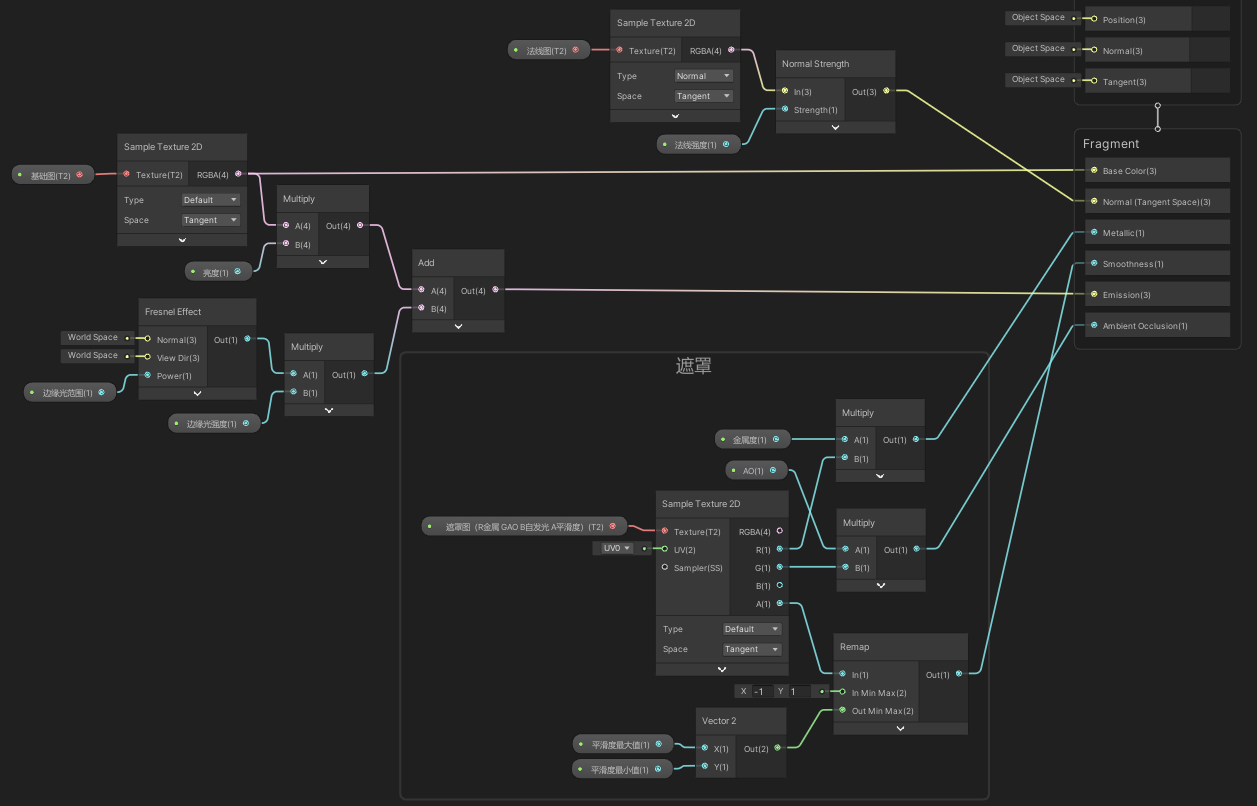 Object Space
Position(3)
Object Space
Normal(3)
Object Space
Tangent(3)
Fragment
Base Color(3)
Normal (Tangent Space)(3)
Metallic(1)
Smoothness(1)
Emission(3)
Ambient Occlusion(1)
Sample Texture 2D
法线图(T2)
Texture(T2)
RGBA(4)
Type
Normal
Space
Tangent
Normal Strength
In(3)
Out(3)
Strength(1)
法线强度(1)
Sample Texture 2D
基础图(T2)
Texture(T2)
RGBA(4)
Type
Default
Space
Tangent
Multiply
A(4)
Out(4)
B(4)
亮度(1)
Add
A(4)
Out(4)
B(4)
Fresnel Effect
World Space
Normal(3)
Out(1)
World Space
View Dir(3)
Power(1)
边缘光范围(1)
Multiply
A(1)
Out(1)
B(1)
边缘光强度(1)
遮罩
Multiply
金属度(1)
A(1)
Out(1)
B(1)
AO(1)
Sample Texture 2D
遮罩图（R金属 GAO B自发光 A平滑度）(T2)
Texture(T2)
RGBA(4)
UV0
UV(2)
R(1)
Sampler(SS)
G(1)
B(1)
A(1)
Type
Default
Space
Tangent
Multiply
A(1)
Out(1)
B(1)
Remap
In(1)
Out(1)
X -1 Y 1
In Min Max(2)
Out Min Max(2)
Vector 2
平滑度最大值(1)
X(1)
Out(2)
平滑度最小值(1)
Y(1)